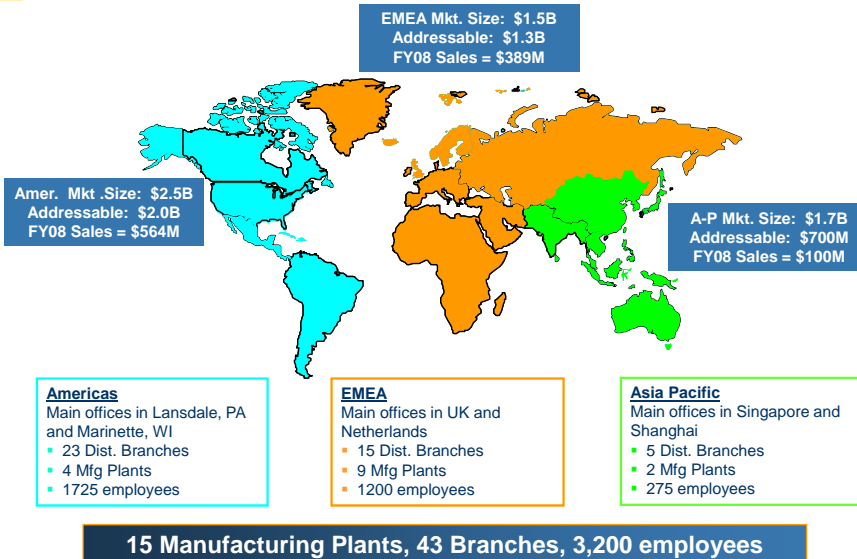 EMEA Mkt. Size: $1.5B
Addressable: $1.3B
FY08 Sales = $389M
Amer. Mkt .Size: $2.5B
Addressable: $2.0B
FY08 Sales = $564M
A-P Mkt. Size: $1.7B
Addressable: $700M
FY08 Sales = $100M
Americas
Main offices in Lansdale, PA
and Marinette, WI
▪ 23 Dist. Branches
▪ 4 Mfg Plants
▪ 1725 employees
EMEA
Main offices in UK and
Netherlands
▪ 15 Dist. Branches
▪ 9 Mfg Plants
▪ 1200 employees
Asia Pacific
Main offices in Singapore and
Shanghai
▪ 5 Dist. Branches
▪ 2 Mfg Plants
▪ 275 employees
15 Manufacturing Plants, 43 Branches, 3,200 employees